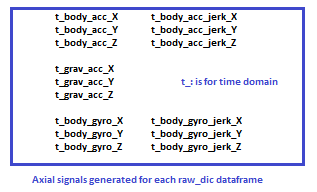 t_body_acc_X t_body_acc_jerk_X
t_body_acc_Y t_body_acc_jerk_Y
t_body_acc_Z t_body_acc_jerk_Z
t_grav_acc_X
t_grav_acc_Y t_: is for time domain
t_grav_acc_Z
t_body_gyro_X t_body_gyro_jerk_X
t_body_gyro_Y t_body_gyro_jerk_Y
t_body_gyro_Z t_body_gyro_jerk_Z
Axial signals generated for each raw_dic dataframe